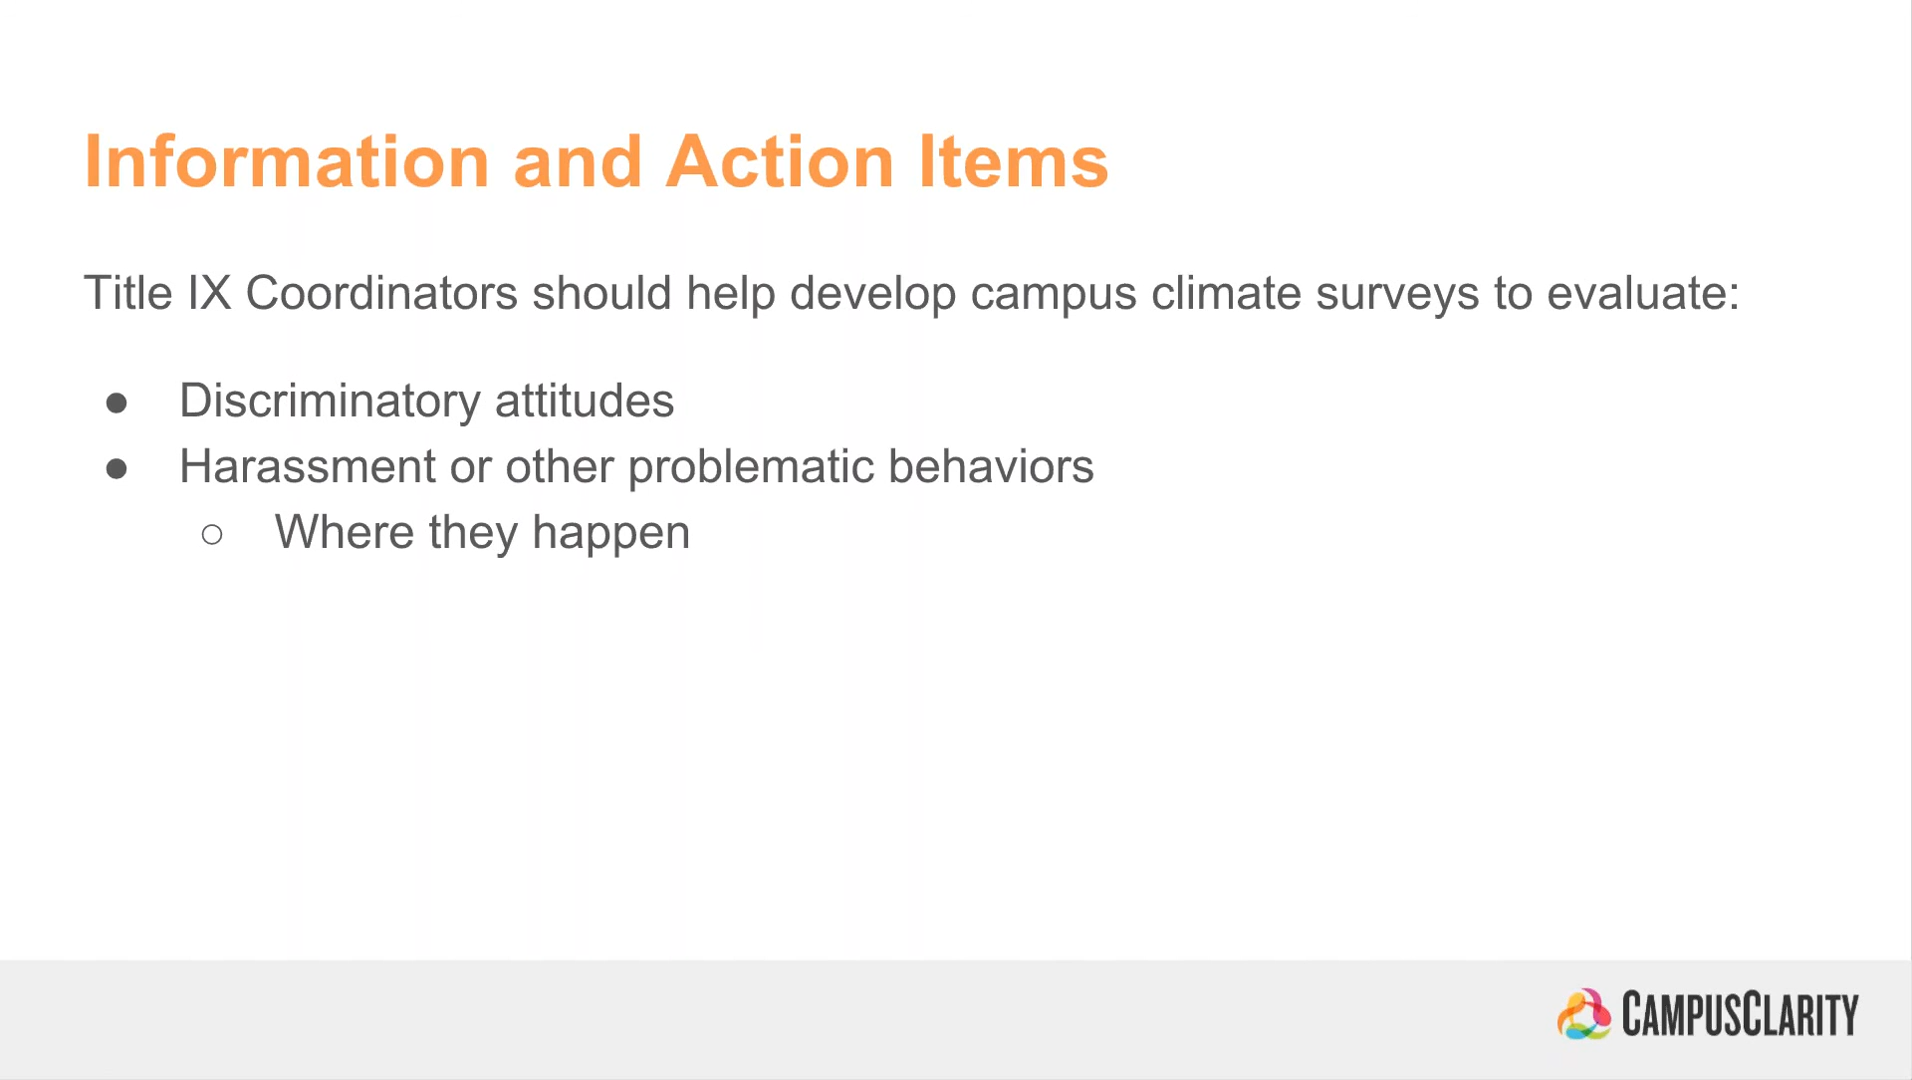 Information and Action Items
Title IX Coordinators should help develop campus climate surveys to evaluate:
● Discriminatory attitudes
● Harassment or other problematic behaviors
○ Where they happen
CAMPUSCLARITY